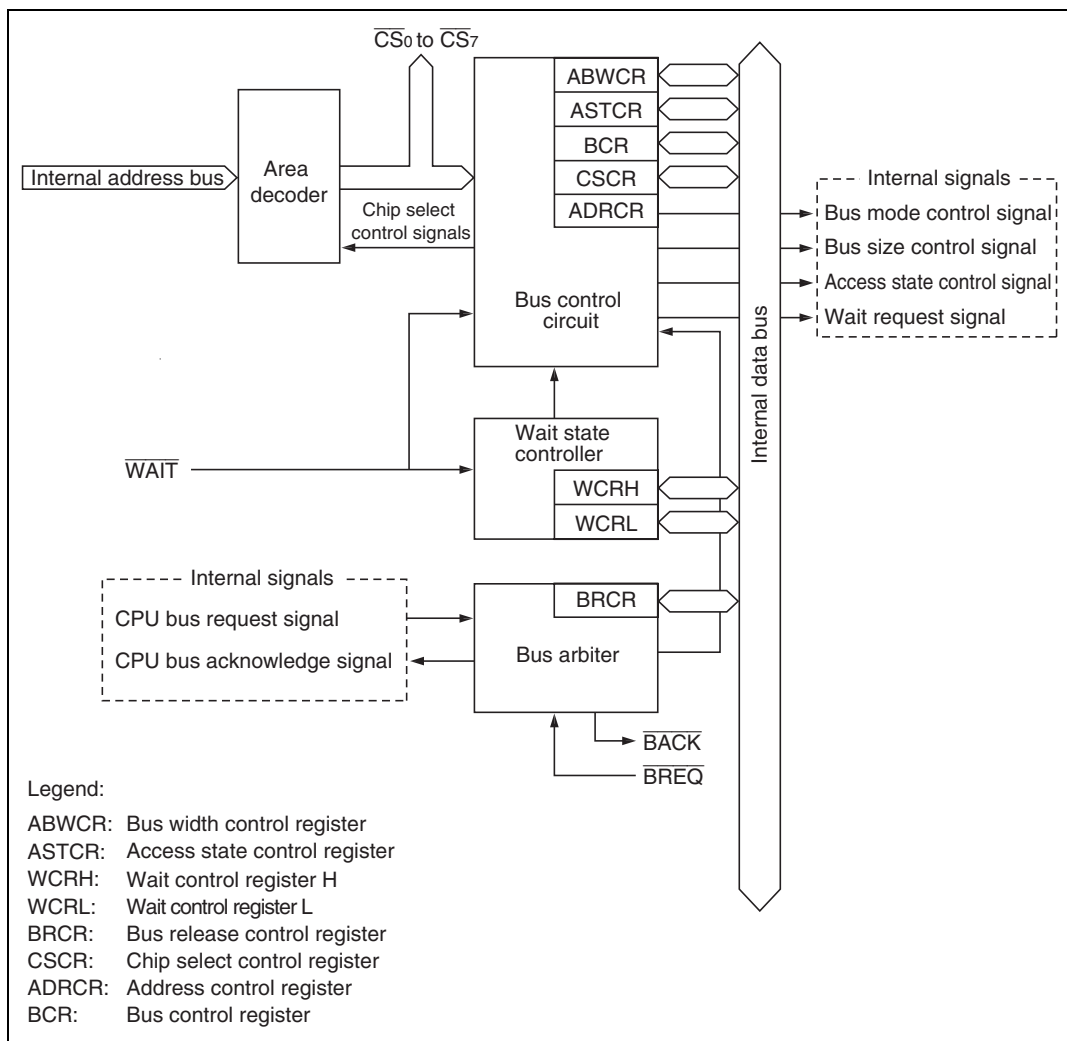 CS0 to CS7
ABWCR
ASTCR
BCR
CSCR
ADRCR
Internal address bus
Area
decoder
Chip select
control signals
Bus control
circuit
Internal signals
Bus mode control signal
Bus size control signal
Access state control signal
Wait request signal
Internal data bus
WAIT
Wait state
controller
WCRH
WCRL
Internal signals
CPU bus request signal
CPU bus acknowledge signal
BRCR
Bus arbiter
BACK
BREQ
Legend:
ABWCR: Bus width control register
ASTCR: Access state control register
WCRH: Wait control register H
WCRL: Wait control register L
BRCR: Bus release control register
CSCR: Chip select control register
ADRCR: Address control register
BCR: Bus control register